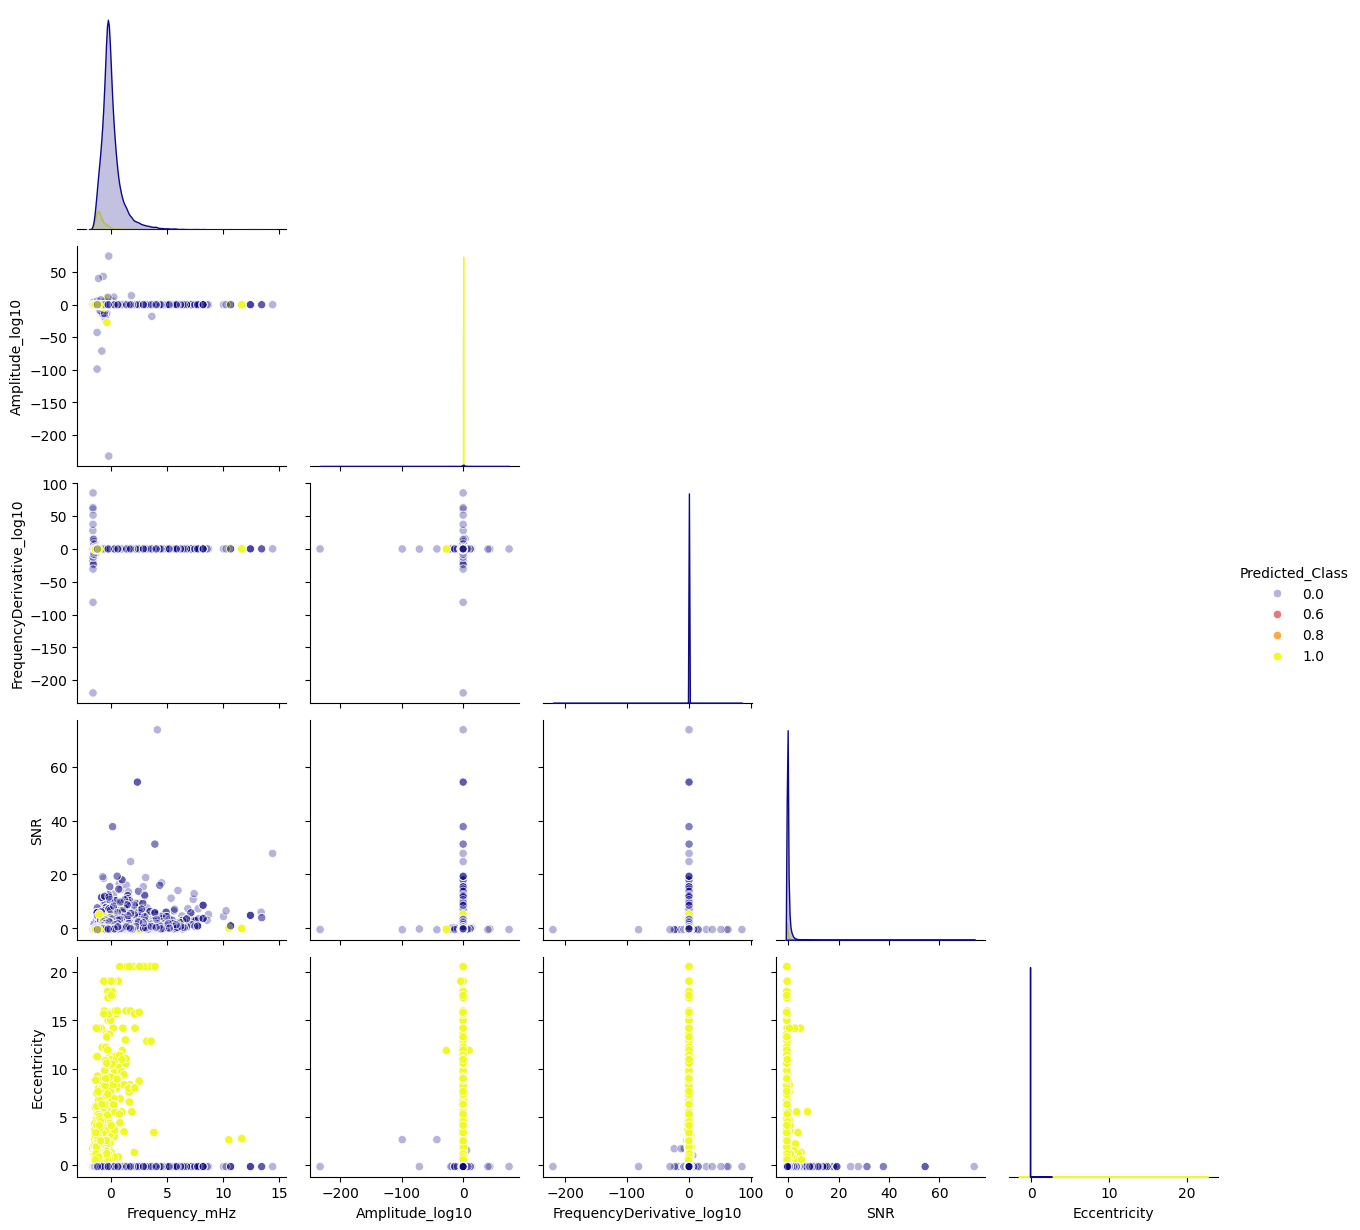 50
0
−50
−100
−150
−200
Amplitude_log10
100
50
0
−50
−100
−150
−200
FrequencyDerivative_log10
Predicted_Class
0.0
0.6
0.8
1.0
60
40
20
0
SNR
20
15
10
5
0
Eccentricity
0 5 10 15
Frequency_mHz
−200 −100 0
Amplitude_log10
−200 −100 0 100
FrequencyDerivative_log10
0 20 40 60
SNR
0 10 20
Eccentricity